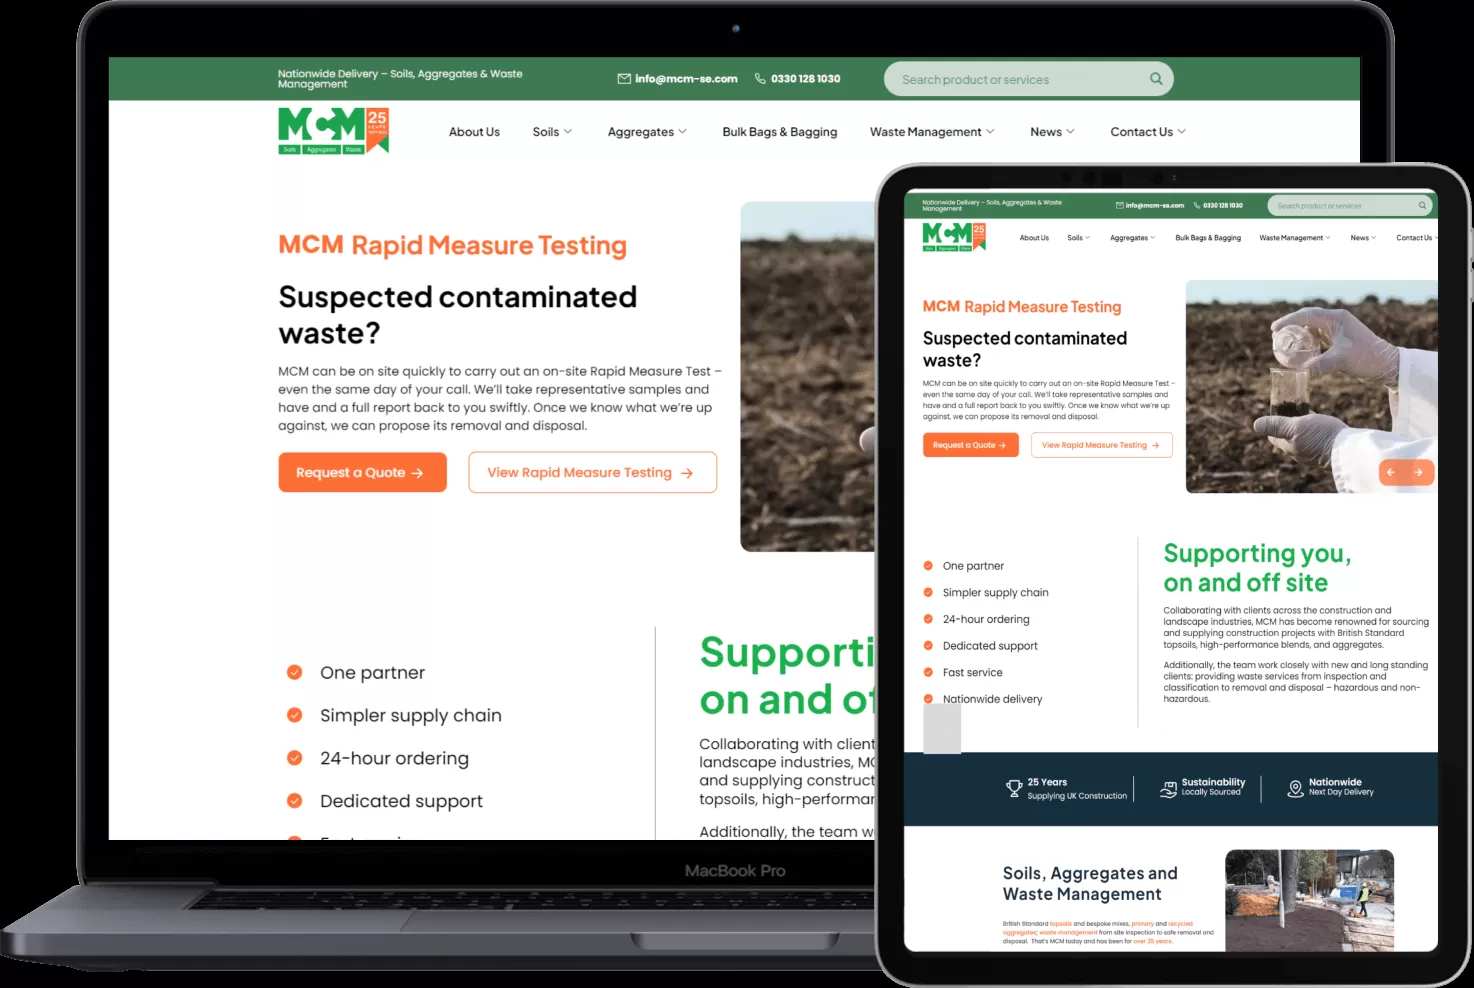 Nationwide Delivery – Soils, Aggregates & Waste
Management
info@mcm-se.com
0330 128 1030
Search product or services
MCM
25
YEARS
Soils Aggregates Waste
About Us
Soils
Aggregates
Bulk Bags & Bagging
Waste Management
News
Contact Us
MCM Rapid Measure Testing
Suspected contaminated
waste?
MCM can be on site quickly to carry out an on-site Rapid Measure Test –
even the same day of your call. We'll take representative samples and
have and a full report back to you swiftly. Once we know what we're up
against, we can propose its removal and disposal.
Request a Quote →
View Rapid Measure Testing →
One partner
Simpler supply chain
24-hour ordering
Dedicated support
Supporti
on and of
Collaborating with client
landscape industries, MC
and supplying construct
topsoils, high-performar
Additionally, the team w
MacBook Pro
Nationwide Delivery – Soils, Aggregates & Waste
Management
info@mcm-se.com
0330 128 1030
Search product or services
MCM
25
Soils Aggregates Waste
About Us
Soils
Aggregates
Bulk Bags & Bagging
Waste Management
News
Contact Us
MCM Rapid Measure Testing
Suspected contaminated
waste?
MCM can be on site quickly to carry out an on-site Rapid Measure Test –
even the same day of your call. We'll take representative samples and
have and a full report back to you swiftly. Once we know what we're up
against, we can propose its removal and disposal.
Request a Quote →
View Rapid Measure Testing →
One partner
Simpler supply chain
24-hour ordering
Dedicated support
Fast service
Nationwide delivery
Supporting you,
on and off site
Collaborating with clients across the construction and
landscape industries, MCM has become renowned for sourcing
and supplying construction projects with British Standard
topsoils, high-performance blends, and aggregates.
Additionally, the team work closely with new and long standing
clients: providing waste services from inspection and
classification to removal and disposal – hazardous and non-
hazardous.
25 Years
Supplying UK Construction
Sustainability
Locally Sourced
Nationwide
Next Day Delivery
Soils, Aggregates and
Waste Management
British Standard topsoils and bespoke mixes, primary and recycled
aggregates; waste management from site inspection to safe removal and
disposal. That's MCM today and has been for over 25 years.